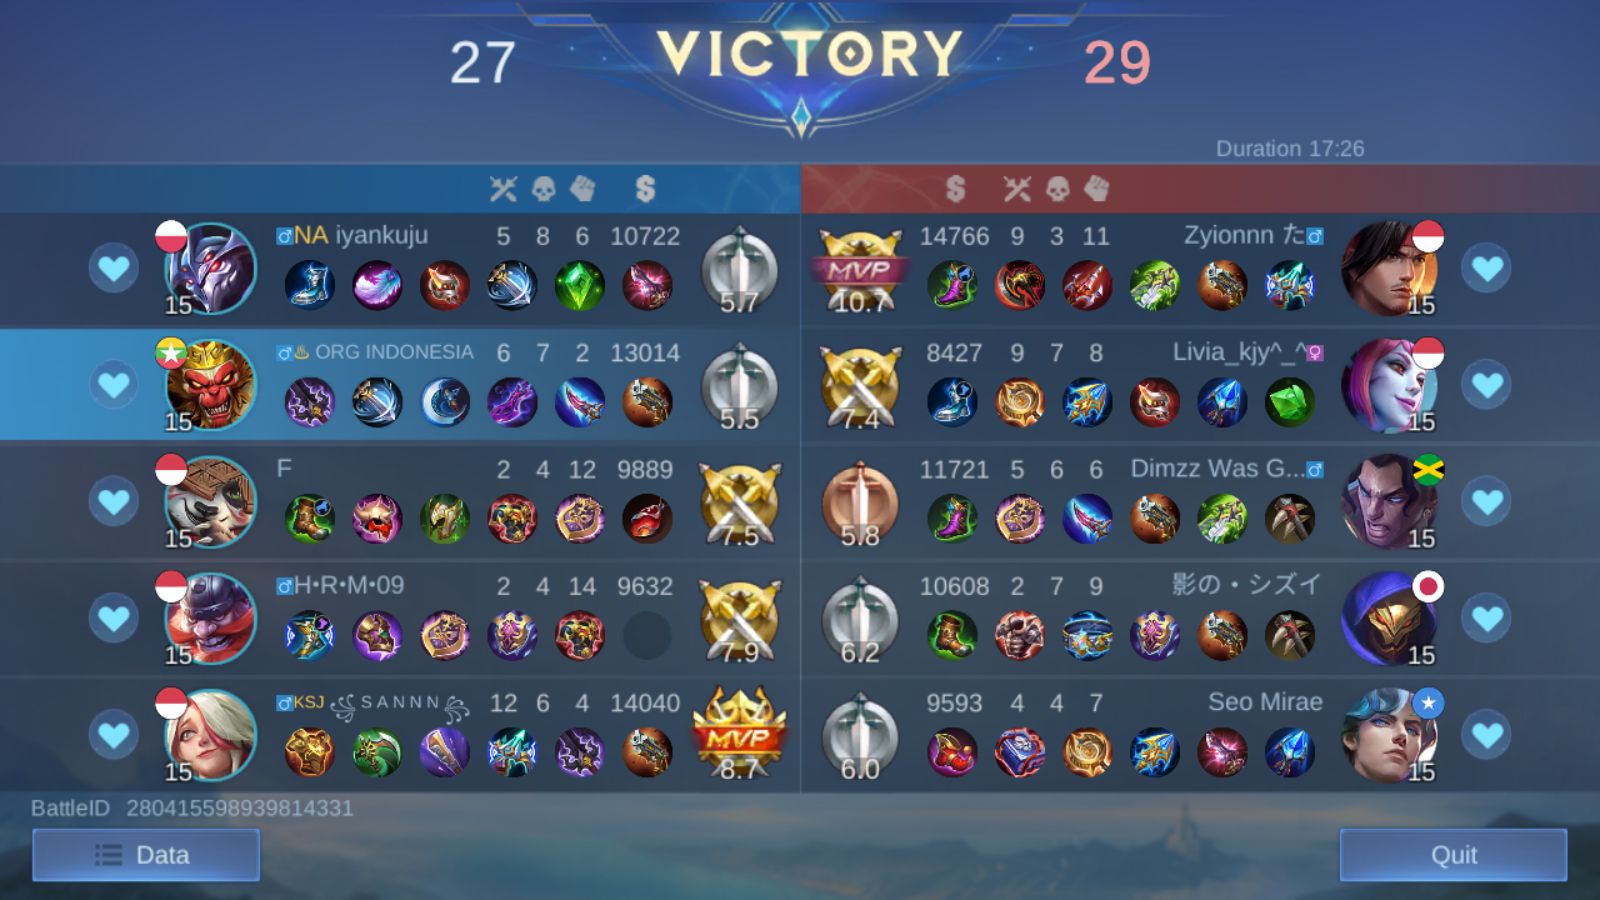 27 VICTORY 29
Duration 17:26
NA iyankuju 5 8 6 10722
15 5.7
14766 9 3 11 Zyionnn た
MVP 10.7 15
ORG INDONESIA 6 7 2 13014
15 5.5
8427 9 7 8 Livia_kjy^_^
7.4 15
F 2 4 12 9889
15 7.5
11721 5 6 6 Dimzz Was G...
5.8 15
H•R•M•09 2 4 14 9632
15 7.9
10608 2 7 9 影の・シズイ
6.2 15
KSJ ꧁ S A N N N ꧂ 12 6 4 14040
15 MVP 8.7
9593 4 4 7 Seo Mirae
6.0 15
BattleID 280415598939814331
Data Quit